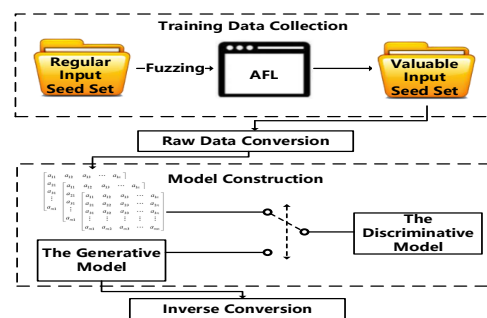 Training Data Collection
Regular
Input
Seed Set
Fuzzing
AFL
Valuable
Input
Seed Set
Raw Data Conversion
Model Construction
The Generative
Model
The
Discriminative
Model
Inverse Conversion